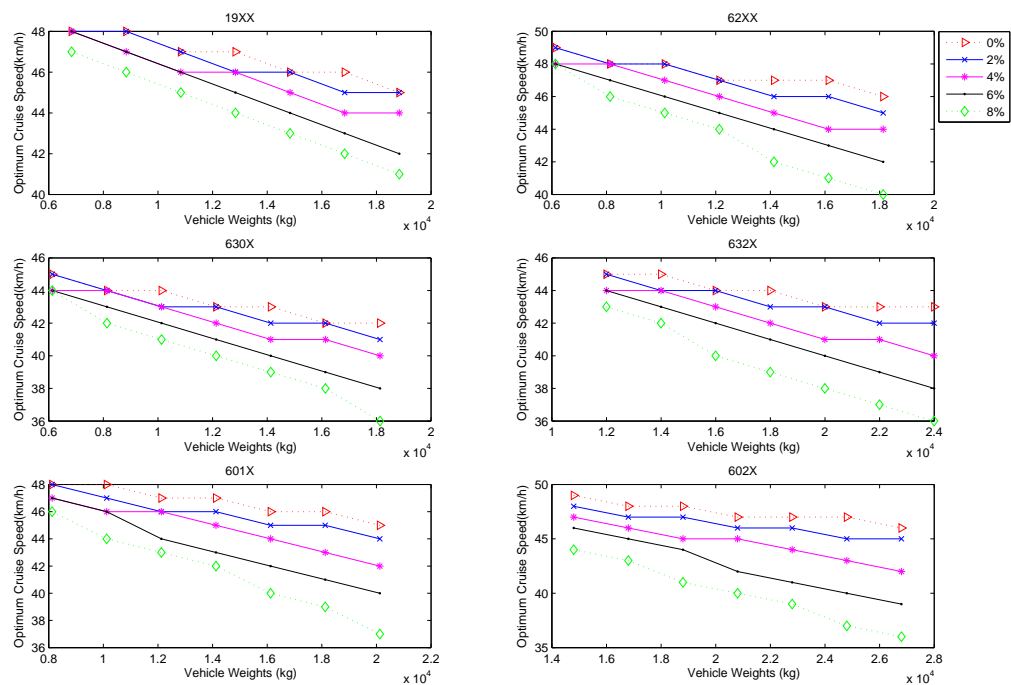 19XX
Optimum Cruise Speed(km/h)
48
46
44
42
40
0.6 0.8 1 1.2 1.4 1.6 1.8 2
Vehicle Weights (kg)
x 10^4
62XX
Optimum Cruise Speed(km/h)
50
48
46
44
42
40
0.6 0.8 1 1.2 1.4 1.6 1.8 2
Vehicle Weights (kg)
x 10^4
0%
2%
4%
6%
8%
630X
Optimum Cruise Speed(km/h)
46
44
42
40
38
36
0.6 0.8 1 1.2 1.4 1.6 1.8 2
Vehicle Weights (kg)
x 10^4
632X
Optimum Cruise Speed(km/h)
46
44
42
40
38
36
1 1.2 1.4 1.6 1.8 2 2.2 2.4
Vehicle Weights (kg)
x 10^4
601X
Optimum Cruise Speed(km/h)
48
46
44
42
40
38
36
0.8 1 1.2 1.4 1.6 1.8 2 2.2
Vehicle Weights (kg)
x 10^4
602X
Optimum Cruise Speed(km/h)
50
45
40
35
1.4 1.6 1.8 2 2.2 2.4 2.6 2.8
Vehicle Weights (kg)
x 10^4